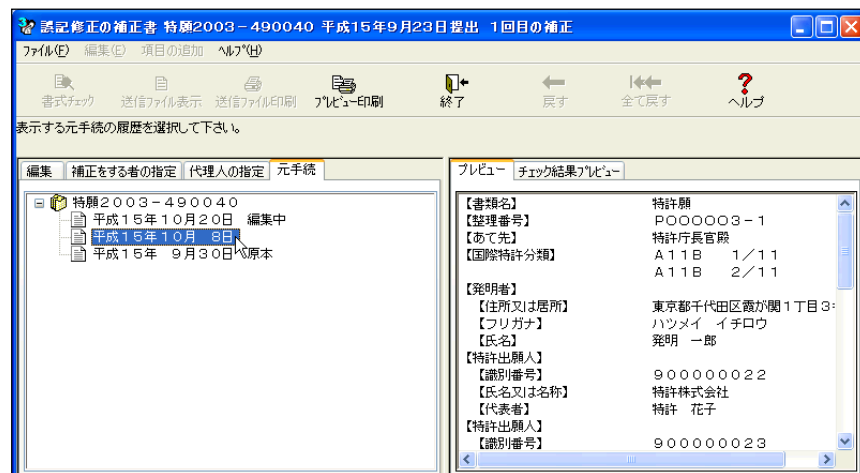 誤記修正の補正書 特願2003-490040 平成15年9月23日提出 1回目の補正
ファイル(F) 編集(E) 項目の追加 ヘルプ(H)
書式チェック 送信ファイル表示 送信ファイル印刷 プレビュー印刷 終了 戻す 全て戻す ヘルプ
表示する元手続の履歴を選択して下さい。
編集 補正をする者の指定 代理人の指定 元手続
特願2003-490040
平成15年10月20日 編集中
平成15年10月 8日
平成15年 9月30日 原本
プレビュー チェック結果プレビュー
【書類名】 特許願
【整理番号】 P000003-1
【あて先】 特許庁長官殿
【国際特許分類】 A11B 1/11
A11B 2/11
【発明者】
【住所又は居所】 東京都千代田区霞が関1丁目3
【フリガナ】 ハツメイ イチロウ
【氏名】 発明 一郎
【特許出願人】
【識別番号】 900000022
【氏名又は名称】 特許株式会社
【代表者】 特許 花子
【特許出願人】
【識別番号】 900000023